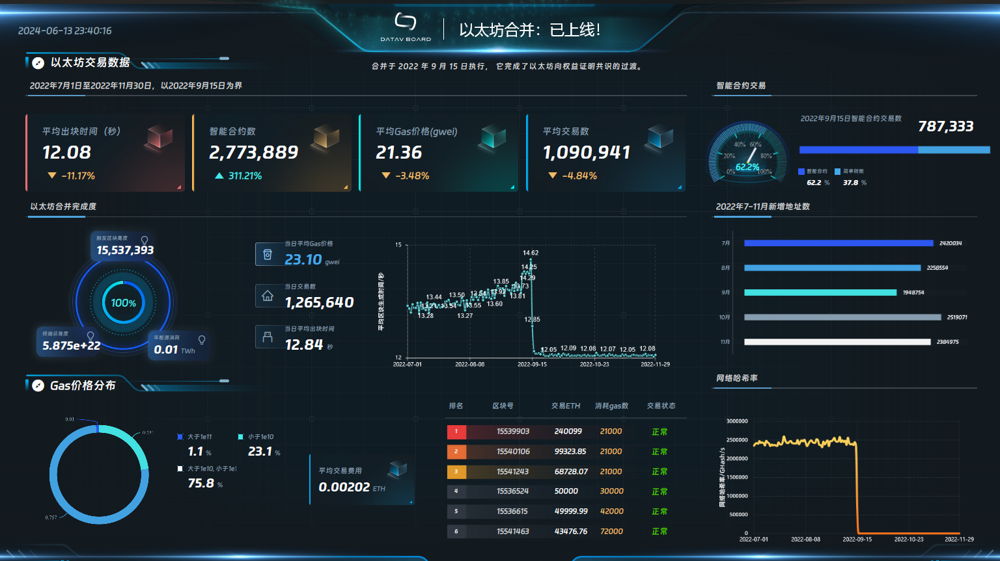 2024-06-13 23:40:16
DATAV BOARD
以太坊合并：已上线！
以太坊交易数据
合并于 2022 年 9 月 15 日执行， 它完成了以太坊向权益证明共识的过渡。
2022年7月1日至2022年11月30日，以2022年9月15日为界
平均出块时间（秒）
12.08
-11.17%
智能合约数
2,773,889
311.21%
平均Gas价格(gwei)
21.36
-3.48%
平均交易数
1,090,941
-4.84%
智能合约交易
0%
20%
40%
60%
80%
100%
62.2%
2022年9月15日智能合约交易数
787,333
智能合约
62.2 %
简单转账
37.8 %
以太坊合并完成度
触发区块高度
15,537,393
100%
终端总难度
5.875e+22
年能源消耗
0.01 TWh
当日平均Gas价格
23.10 gwei
当日交易数
1,265,640
当日平均出块时间
12.84 秒
平均区块生成时间/秒
15
12
14.62
14.25
14.29
13.85
13.73
13.81
13.60
13.44
13.50
13.54
13.55
13.28
13.27
12.85
12.05
12.09
12.08
12.07
12.05
12.08
2022-07-01
2022-08-08
2022-09-15
2022-10-23
2022-11-29
2022年7-11月新增地址数
7月
2420034
8月
2258554
9月
1948754
10月
2519071
11月
2384975
Gas价格分布
0.01
0.231
0.757
大于1e11
1.1 %
小于1e10
23.1 %
大于1e10, 小于1e1
75.8 %
平均交易费用
0.00202 ETH
排名 区块号 交易ETH 消耗gas数 交易状态
1 15539903 240099 21000 正常
2 15540106 99323.85 21000 正常
3 15541243 68728.07 21000 正常
4 15536524 50000 30000 正常
5 15536615 49999.99 42000 正常
6 15541463 43476.76 72000 正常
网络哈希率
网络哈希率/GHash/s
3000000
2500000
2000000
1500000
1000000
500000
0
2022-07-01
2022-08-08
2022-09-15
2022-10-23
2022-11-29